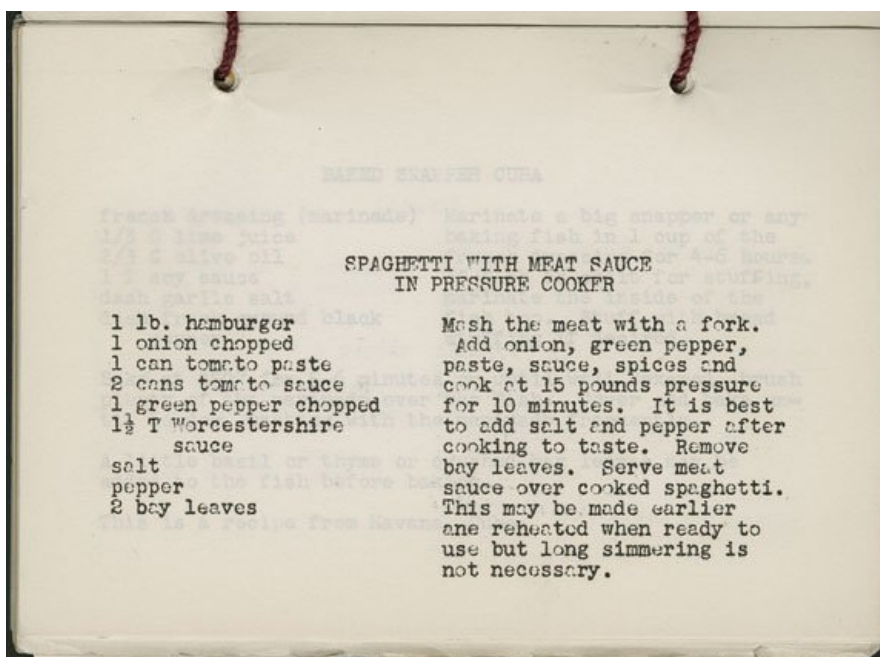 SPAGHETTI WITH MEAT SAUCE
IN PRESSURE COOKER
1 lb. hamburger
1 onion chopped
1 can tomato paste
2 cans tomato sauce
1 green pepper chopped
1½ T Worcestershire
sauce
salt
pepper
2 bay leaves
Mash the meat with a fork.
Add onion, green pepper,
paste, sauce, spices and
cook at 15 pounds pressure
for 10 minutes. It is best
to add salt and pepper after
cooking to taste. Remove
bay leaves. Serve meat
sauce over cooked spaghetti.
This may be made earlier
ane reheated when ready to
use but long simmering is
not necessary.